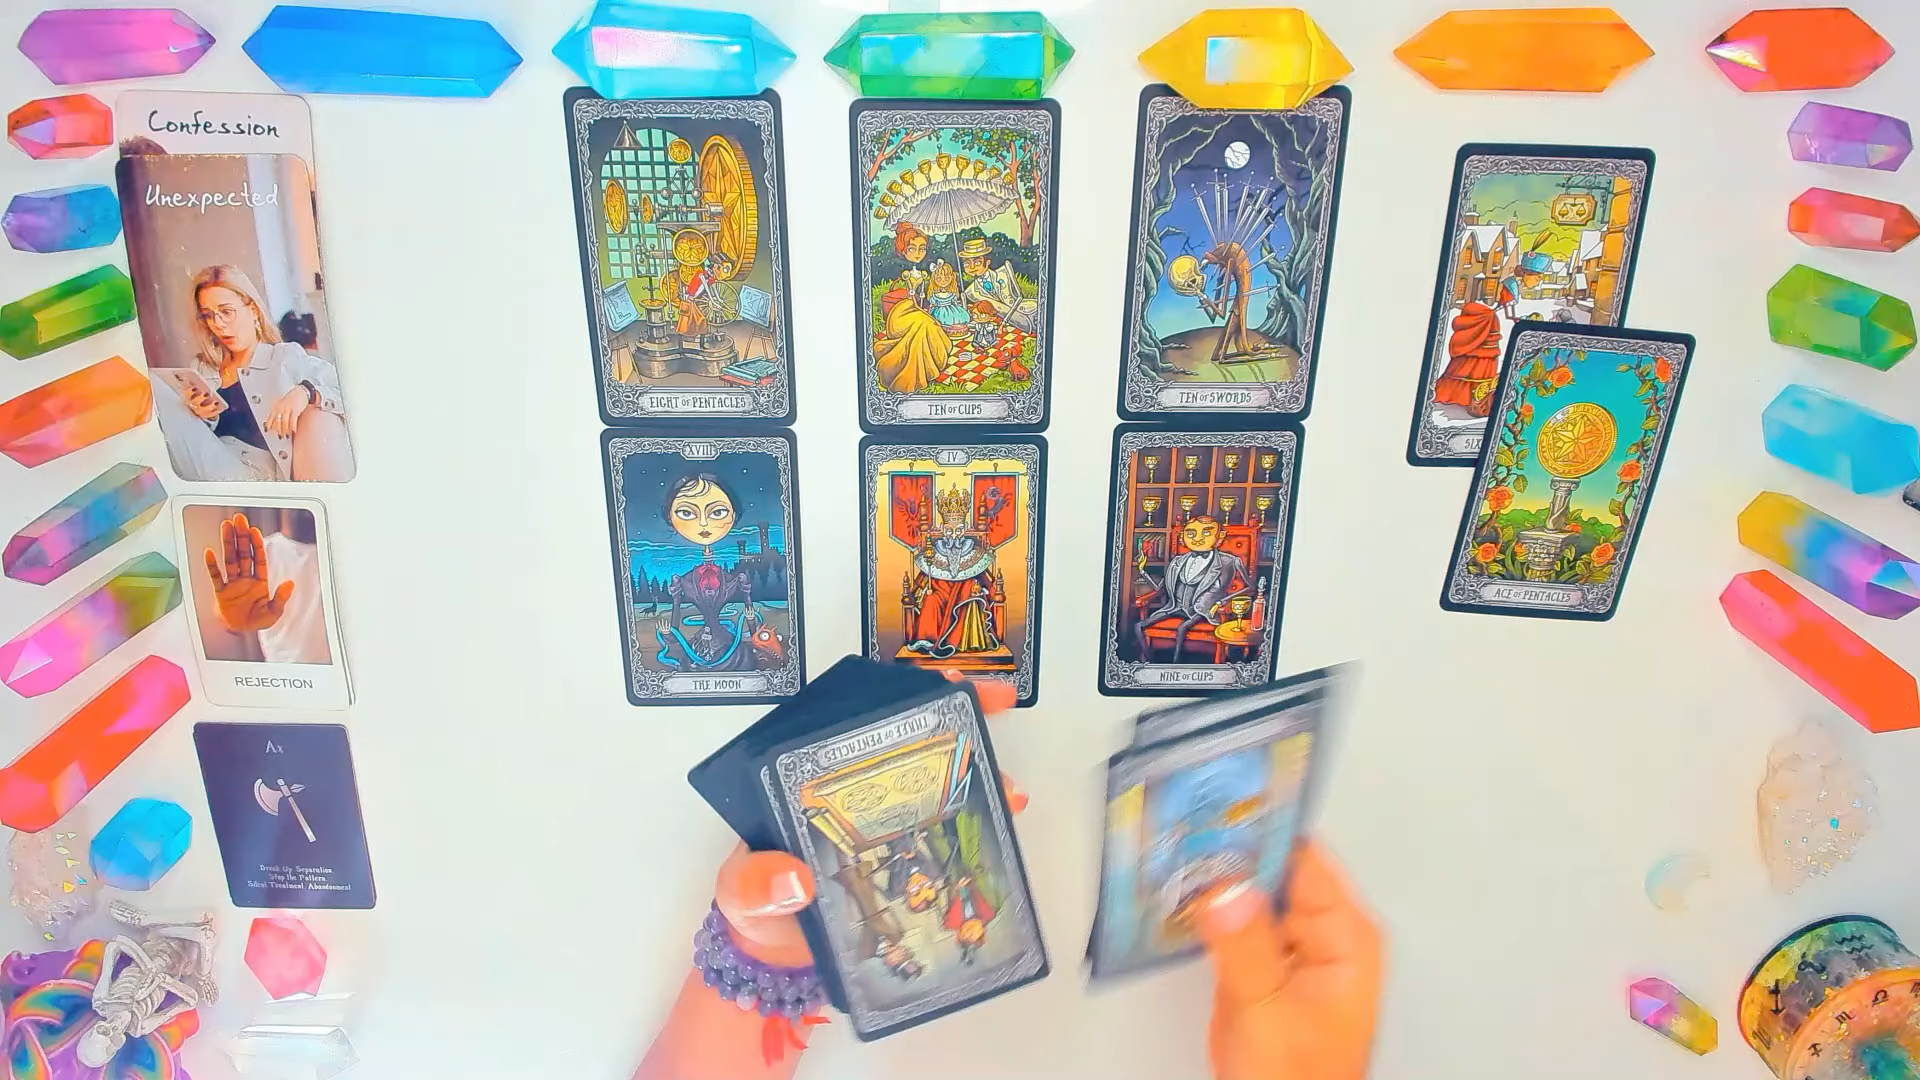 Confession
Unexpected
REJECTION
Ax
Break Up Separation
Stop the Pattern
Silent Treatment, Abandonment
EIGHT OF PENTACLES
TEN OF CUPS
TEN OF SWORDS
SIX
XVIII
THE MOON
IV
NINE OF CUPS
ACE OF PENTACLES
THREE OF PENTACLES